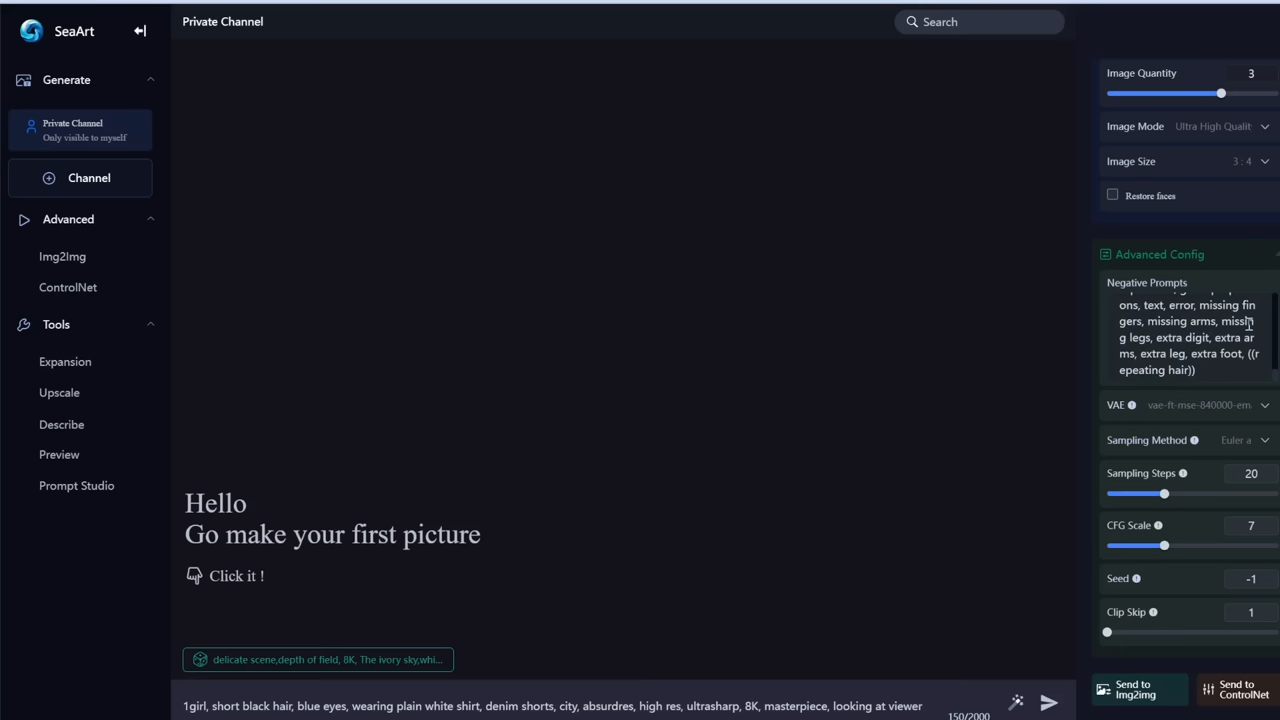 SeaArt
Private Channel
Search
Generate
Private Channel
Only visible to myself
Channel
Advanced
Img2Img
ControlNet
Tools
Expansion
Upscale
Describe
Preview
Prompt Studio
Hello
Go make your first picture
Click it !
delicate scene,depth of field, 8K, The ivory sky,whi...
1girl, short black hair, blue eyes, wearing plain white shirt, denim shorts, city, absurdres, high res, ultrasharp, 8K, masterpiece, looking at viewer
150/2000
Image Quantity 3
Image Mode Ultra High Qualit
Image Size 3 : 4
Restore faces
Advanced Config
Negative Prompts
ons, text, error, missing fin
gers, missing arms, missin
g legs, extra digit, extra ar
ms, extra leg, extra foot, ((r
epeating hair))
VAE vae-ft-mse-840000-em
Sampling Method Euler a
Sampling Steps 20
CFG Scale 7
Seed -1
Clip Skip 1
Send to
Img2img
Send to
ControlNet